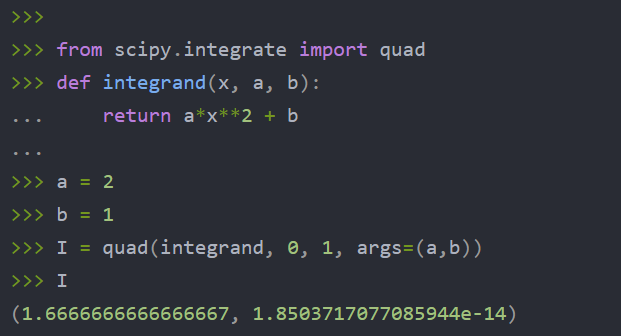 >>>
>>> from scipy.integrate import quad
>>> def integrand(x, a, b):
...     return a*x**2 + b
...
>>> a = 2
>>> b = 1
>>> I = quad(integrand, 0, 1, args=(a,b))
>>> I
(1.6666666666666667, 1.8503717077085944e-14)